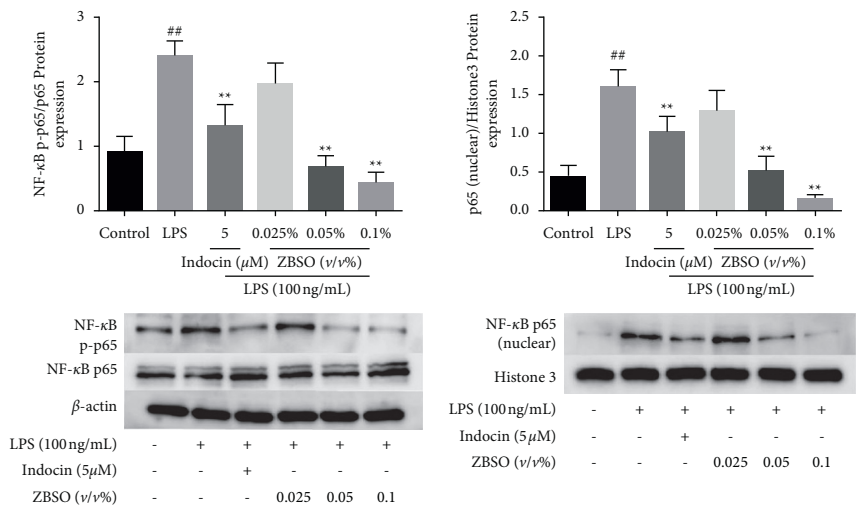 NF-κB p-p65/p65 Protein
expression
3
2
1
0
##
**
**
**
Control LPS 5 0.025% 0.05% 0.1%
Indocin (μM) ZBSO (v/v%)
LPS (100 ng/mL)
p65 (nuclear)/Histone3 Protein
expression
2.5
2.0
1.5
1.0
0.5
0.0
##
**
**
**
Control LPS 5 0.025% 0.05% 0.1%
Indocin (μM) ZBSO (v/v%)
LPS (100 ng/mL)
NF-κB
p-p65
NF-κB p65
β-actin
LPS (100 ng/mL) - + + + + +
Indocin (5μM) - - + - - -
ZBSO (v/v%) - - - 0.025 0.05 0.1
NF-κB p65
(nuclear)
Histone 3
LPS (100 ng/mL) - + + + + +
Indocin (5μM) - - + - - -
ZBSO (v/v%) - - - 0.025 0.05 0.1